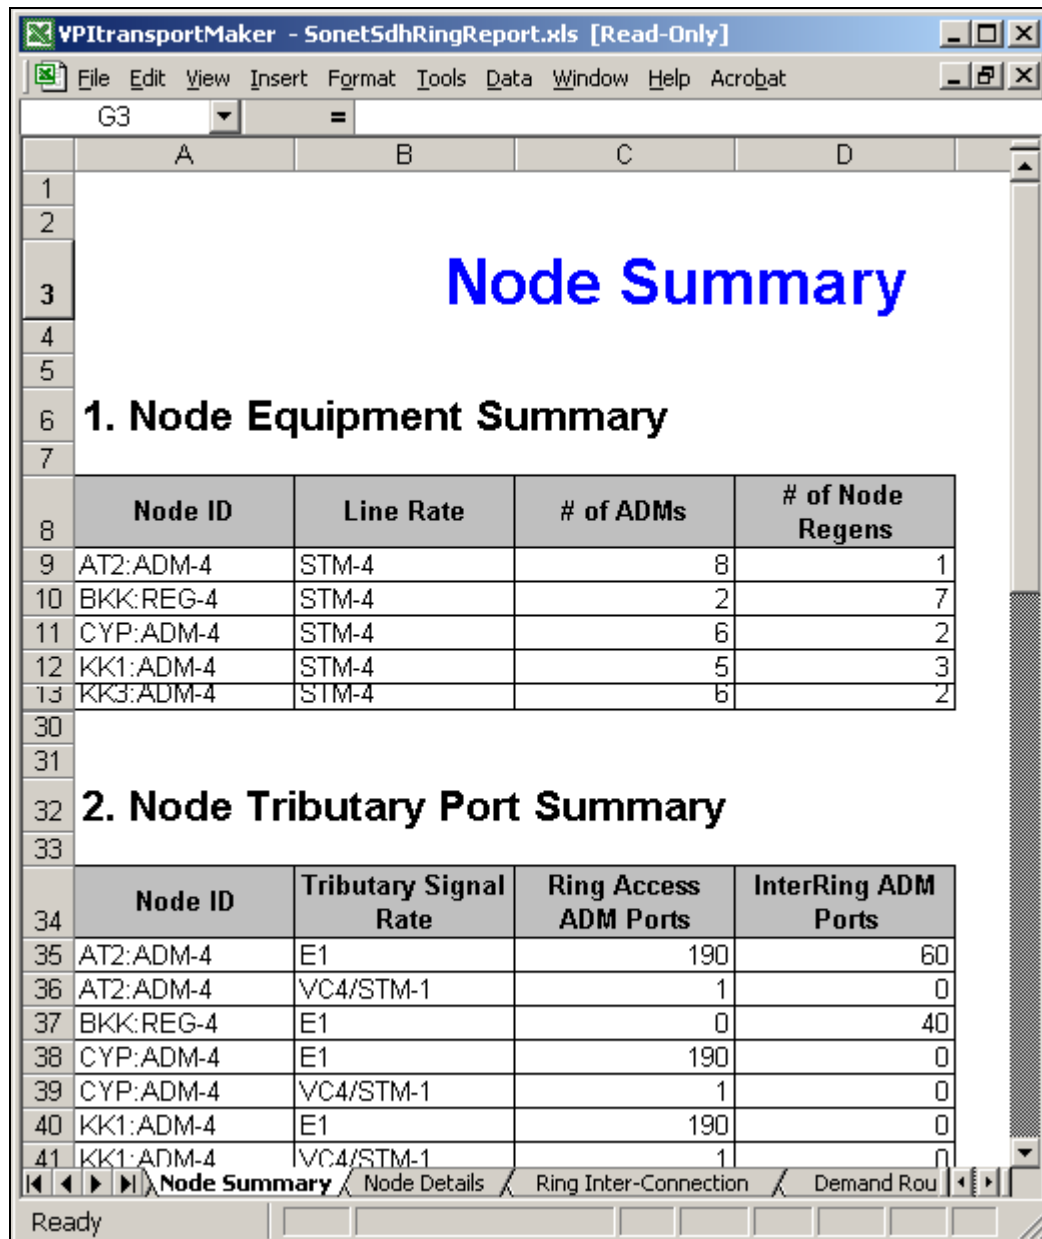 VPItransportMaker - SonetSdhRingReport.xls [Read-Only]
File Edit View Insert Format Tools Data Window Help Acrobat
G3 =
A B C D
1
2
3 Node Summary
4
5
6 1. Node Equipment Summary
7
8 Node ID Line Rate # of ADMs # of Node Regens
9 AT2:ADM-4 STM-4 8 1
10 BKK:REG-4 STM-4 2 7
11 CYP:ADM-4 STM-4 6 2
12 KK1:ADM-4 STM-4 5 3
13 KK3:ADM-4 STM-4 6 2
30
31
32 2. Node Tributary Port Summary
33
34 Node ID Tributary Signal Rate Ring Access ADM Ports InterRing ADM Ports
35 AT2:ADM-4 E1 190 60
36 AT2:ADM-4 VC4/STM-1 1 0
37 BKK:REG-4 E1 0 40
38 CYP:ADM-4 E1 190 0
39 CYP:ADM-4 VC4/STM-1 1 0
40 KK1:ADM-4 E1 190 0
41 KK1:ADM-4 VC4/STM-1 1 0
Node Summary Node Details Ring Inter-Connection Demand Rou
Ready